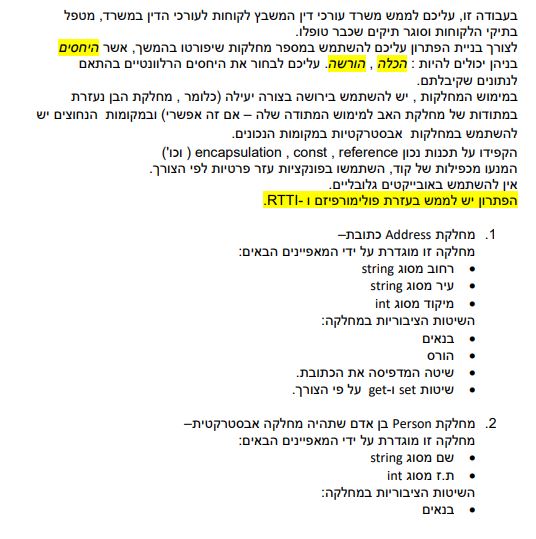 בעבודה זו, עליכם לממש משרד עורכי דין המשבץ לקוחות לעורכי הדין במשרד, מטפל
בתיקי הלקוחות וסוגר תיקים שכבר טופלו.
לצורך בניית הפתרון עליכם להשתמש במספר מחלקות שיפורטו בהמשך, אשר היחסים
בניהן יכולים להיות : הכלה , הורשה. עליכם לבחור את היחסים הרלוונטיים בהתאם
לנתונים שקיבלתם.
במימוש המחלקות , יש להשתמש בירושה בצורה יעילה (כלומר , מחלקת הבן נעזרת
במתודות של מחלקת האב למימוש המתודה שלה – אם זה אפשרי) ובמקומות הנחוצים יש
להשתמש במחלקות אבסטרקטיות במקומות הנכונים.
הקפידו על תכנות נכון encapsulation , const , reference ) וכו')
המנעו מכפילות של קוד, השתמשו בפונקציות עזר פרטיות לפי הצורך.
אין להשתמש באובייקטים גלובליים.
הפתרון יש לממש בעזרת פולימורפיזם ו -RTTI.
1. מחלקת Address כתובת–
מחלקה זו מוגדרת על ידי המאפיינים הבאים:
• רחוב מסוג string
• עיר מסוג string
• מיקוד מסוג int
השיטות הציבוריות במחלקה:
• בנאים
• הורס
• שיטה המדפיסה את הכתובת.
• שיטות set ו-get על פי הצורך.
2. מחלקת Person בן אדם שתהיה מחלקה אבסטרקטית–
מחלקה זו מוגדרת על ידי המאפיינים הבאים:
• שם מסוג string
• ת.ז מסוג int
השיטות הציבוריות במחלקה:
• בנאים